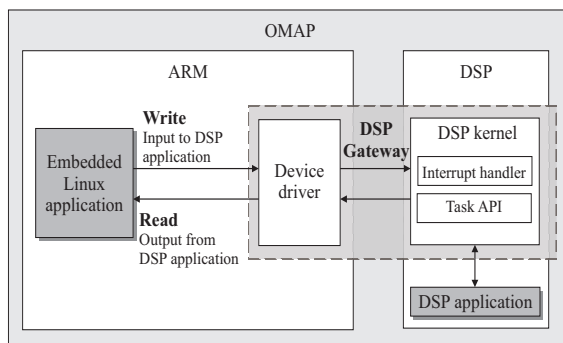 OMAP
ARM
DSP
Write
Input to DSP
application
Embedded
Linux
application
Read
Output from
DSP application
Device
driver
DSP
Gateway
DSP kernel
Interrupt handler
Task API
DSP application